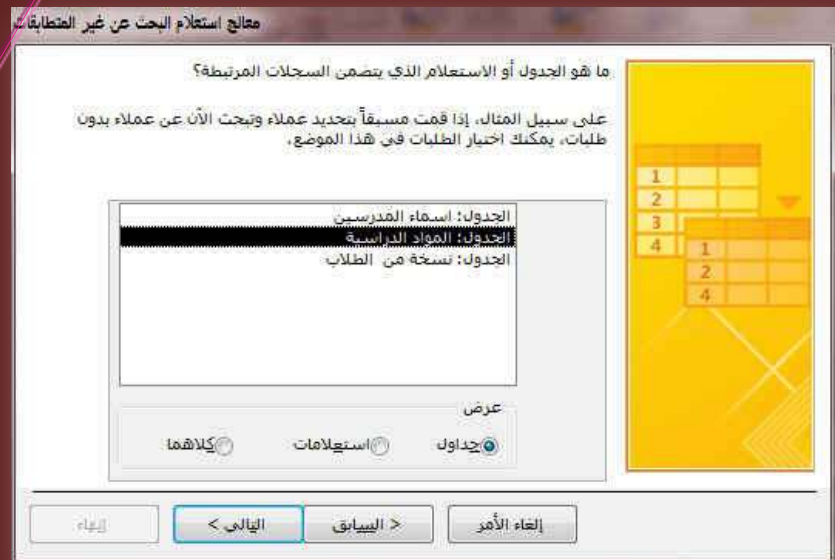 معالج استعلام البحث عن غير المتطابقات
ما هو الجدول أو الاستعلام الذي يتضمن السجلات المرتبطة؟
على سبيل المثال، إذا قمت مسبقاً بتحديد عملاء وتبحث الآن عن عملاء بدون
طلبات، يمكنك اختيار الطلبات في هذا الموضع.
1
2
3
4
1
2
4
الجدول: اسماء المدرسين
الجدول: المواد الدراسية
الجدول: نسخة من الطلاب
عرض
جداول
استعلامات
كلاهما
إلغاء الأمر
< السابق
التالي >
إنهاء